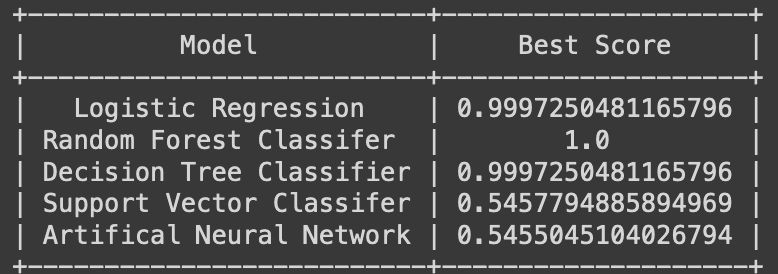 Model | Best Score
Logistic Regression | 0.9997250481165796
Random Forest Classifer | 1.0
Decision Tree Classifier | 0.9997250481165796
Support Vector Classifer | 0.5457794885894969
Artifical Neural Network | 0.5455045104026794